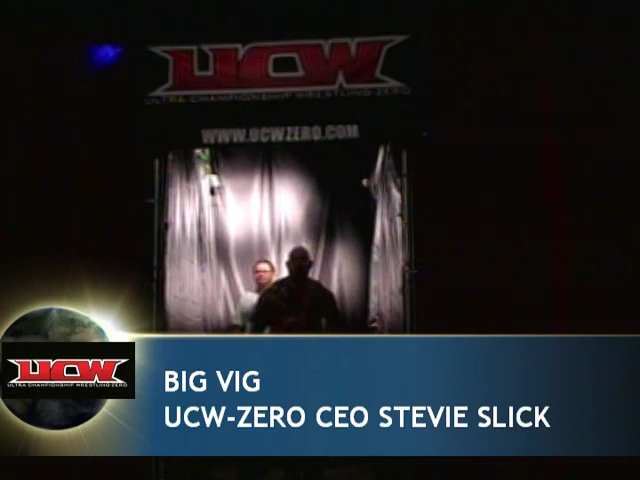 UCW
ULTRA CHAMPIONSHIP WRESTLING-ZERO
WWW.UCWZERO.COM
UCW
ULTRA CHAMPIONSHIP WRESTLING-ZERO
BIG VIG
UCW-ZERO CEO STEVIE SLICK